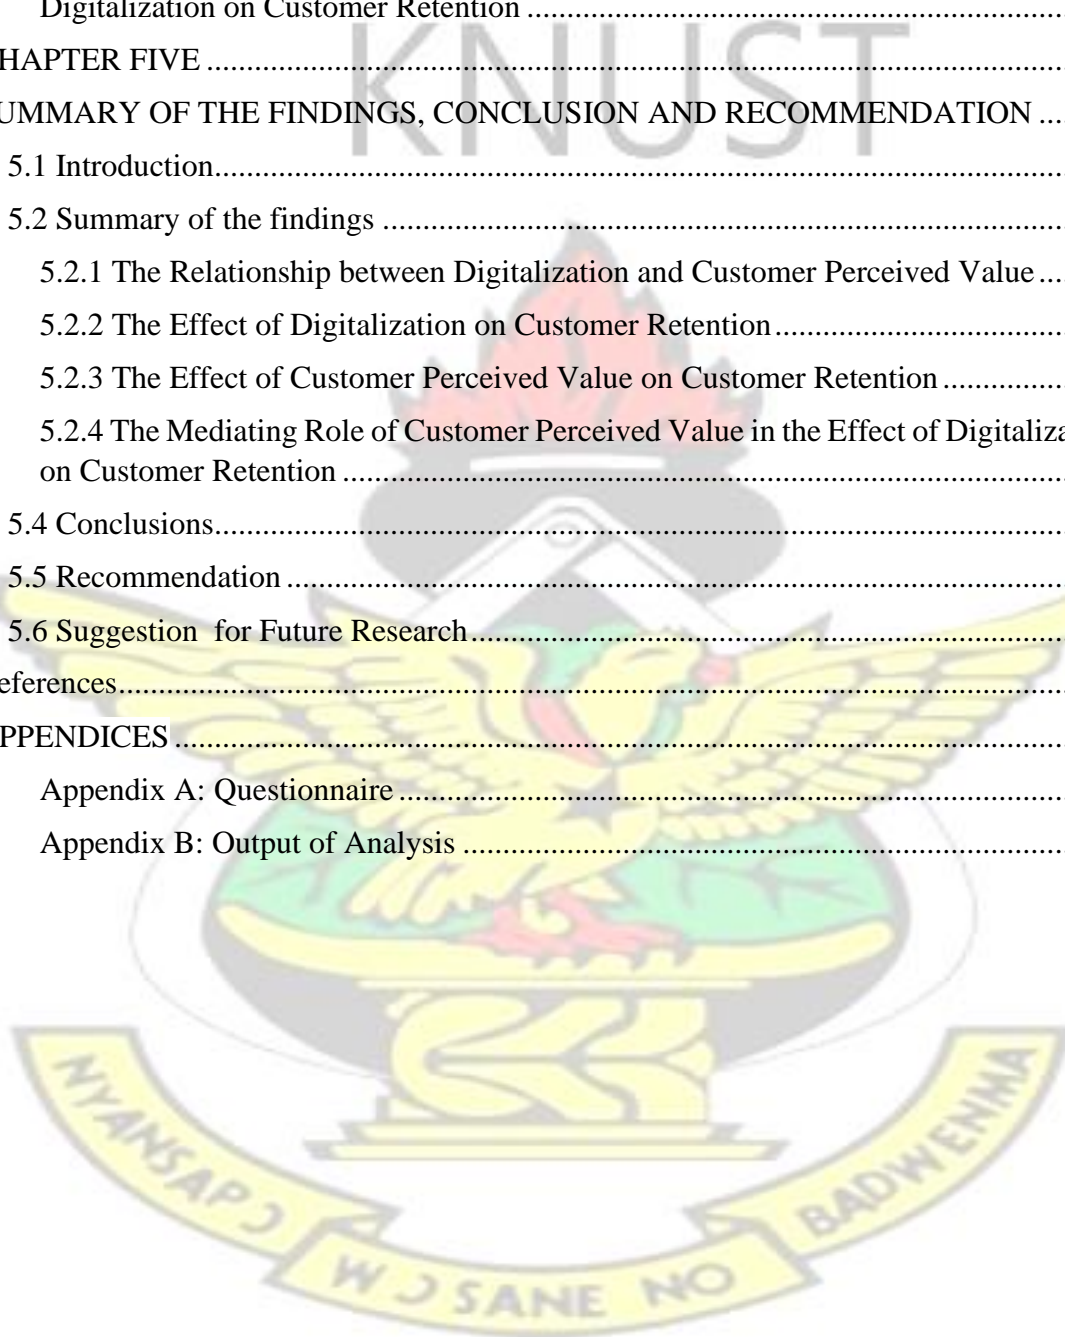 Digitalization on Customer Retention ........................................................................
KNUST
HAPTER FIVE ........................................................................
UMMARY OF THE FINDINGS, CONCLUSION AND RECOMMENDATION ....
5.1 Introduction........................................................................
5.2 Summary of the findings ........................................................................
5.2.1 The Relationship between Digitalization and Customer Perceived Value ....
5.2.2 The Effect of Digitalization on Customer Retention ....................................
5.2.3 The Effect of Customer Perceived Value on Customer Retention ...............
5.2.4 The Mediating Role of Customer Perceived Value in the Effect of Digitaliza
on Customer Retention ........................................................................
5.4 Conclusions........................................................................
5.5 Recommendation ........................................................................
5.6 Suggestion  for Future Research ........................................................................
eferences........................................................................
PPENDICES ........................................................................
Appendix A: Questionnaire ........................................................................
Appendix B: Output of Analysis ........................................................................
NYANSAPƆ
WƆSANE NO
BADWENMA